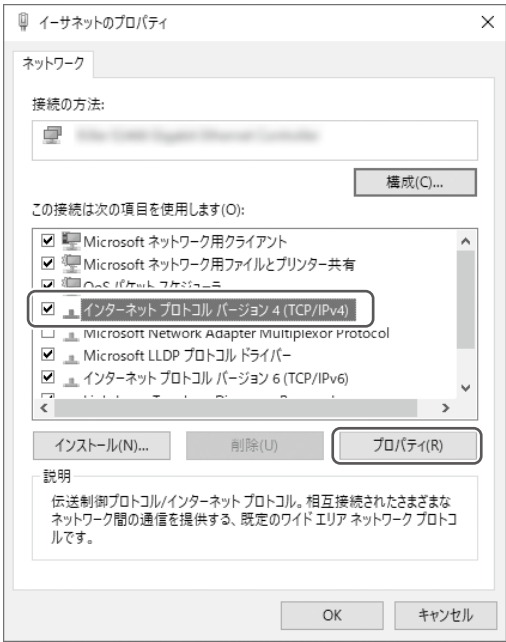 イーサネットのプロパティ
ネットワーク
接続の方法:
構成(C)...
この接続は次の項目を使用します(O):
Microsoft ネットワーク用クライアント
Microsoft ネットワーク用ファイルとプリンター共有
QoS パケット スケジューラ
インターネット プロトコル バージョン 4 (TCP/IPv4)
Microsoft Network Adapter Multiplexor Protocol
Microsoft LLDP プロトコル ドライバー
インターネット プロトコル バージョン 6 (TCP/IPv6)
インストール(N)...
削除(U)
プロパティ(R)
説明
伝送制御プロトコル/インターネット プロトコル。相互接続されたさまざまな
ネットワーク間の通信を提供する、既定のワイド エリア ネットワーク プロトコ
ルです。
OK
キャンセル